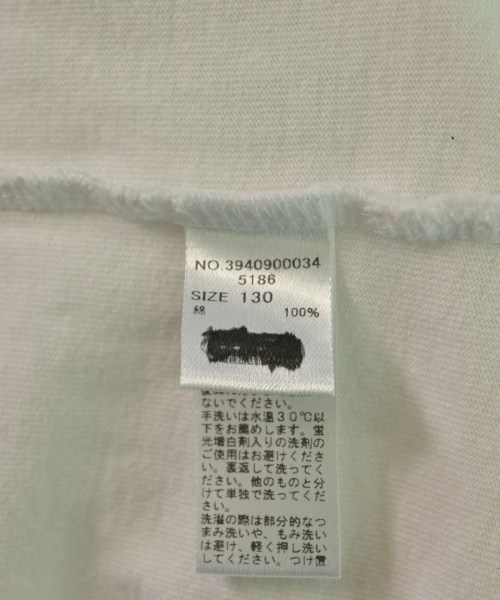 NO.3940900034
5186
SIZE 130
綿 100%
ないでください。
手洗いは水温30℃以
下をお薦めします。蛍
光増白剤入りの洗剤の
ご使用はお避けくださ
い。裏返して洗ってく
ださい。他のものと分
けて単独で洗ってくだ
さい。
洗濯の際は部分的なつ
まみ洗いや、もみ洗い
は避け、軽く押し洗い
してください。つけ置